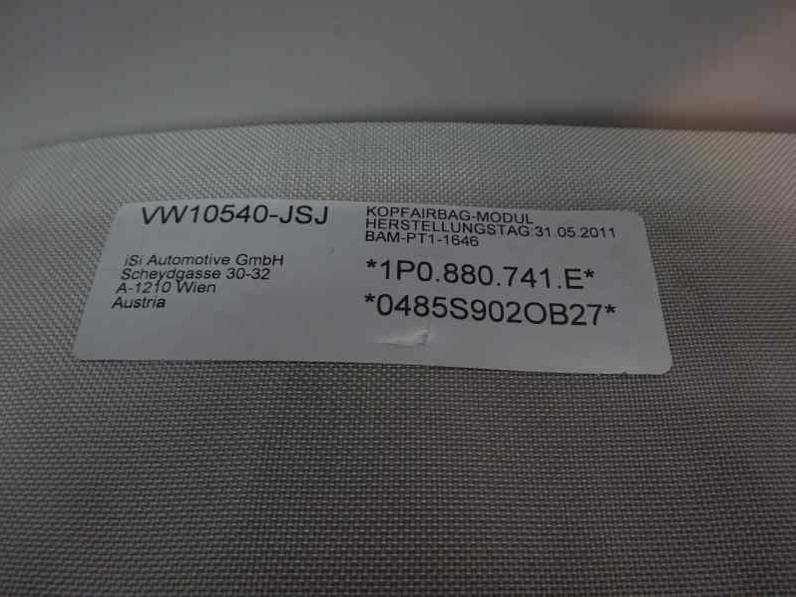 VW10540-JSJ
iSi Automotive GmbH
Scheydgasse 30-32
A-1210 Wien
Austria
KOPFAIRBAG-MODUL
HERSTELLUNGSTAG:31.05.2011
BAM-PT1-1646
*1P0.880.741.E*
*0485S902OB27*